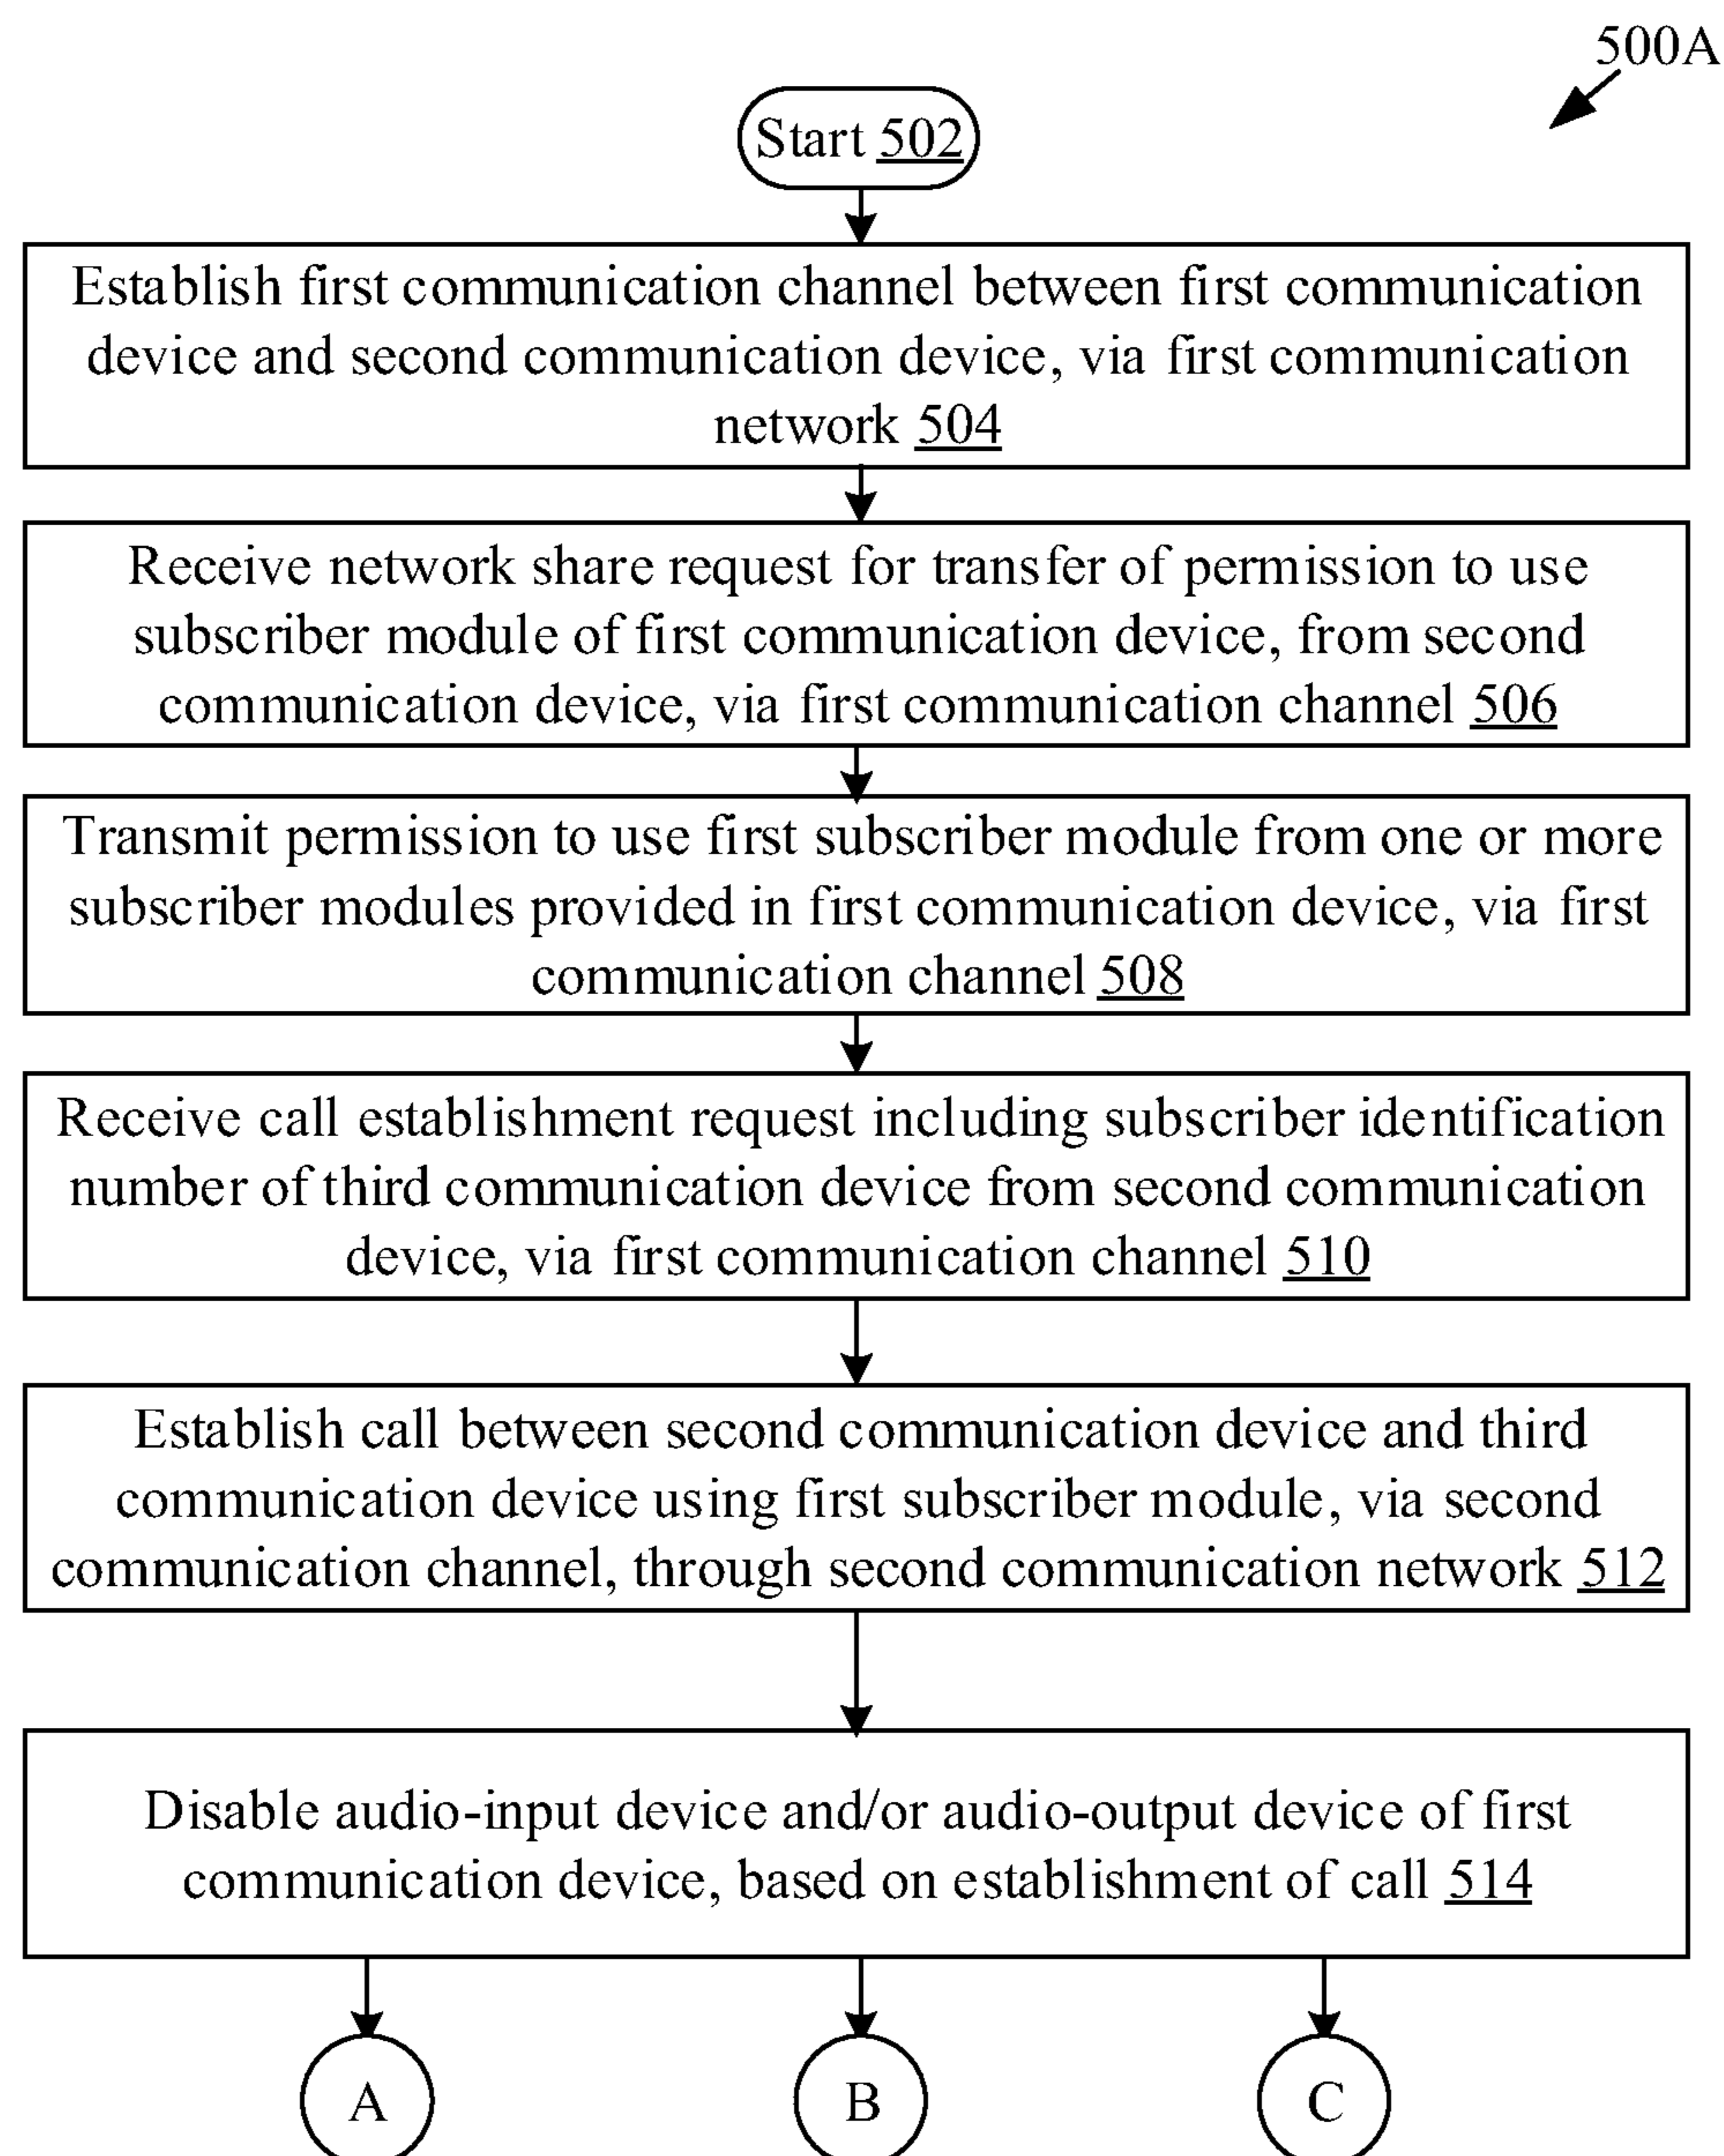 500A
Start 502
Establish first communication channel between first communication
device and second communication device, via first communication
network 504
Receive network share request for transfer of permission to use
subscriber module of first communication device, from second
communication device, via first communication channel 506
Transmit permission to use first subscriber module from one or more
subscriber modules provided in first communication device, via first
communication channel 508
Receive call establishment request including subscriber identification
number of third communication device from second communication
device, via first communication channel 510
Establish call between second communication device and third
communication device using first subscriber module, via second
communication channel, through second communication network 512
Disable audio-input device and/or audio-output device of first
communication device, based on establishment of call 514
A
B
C